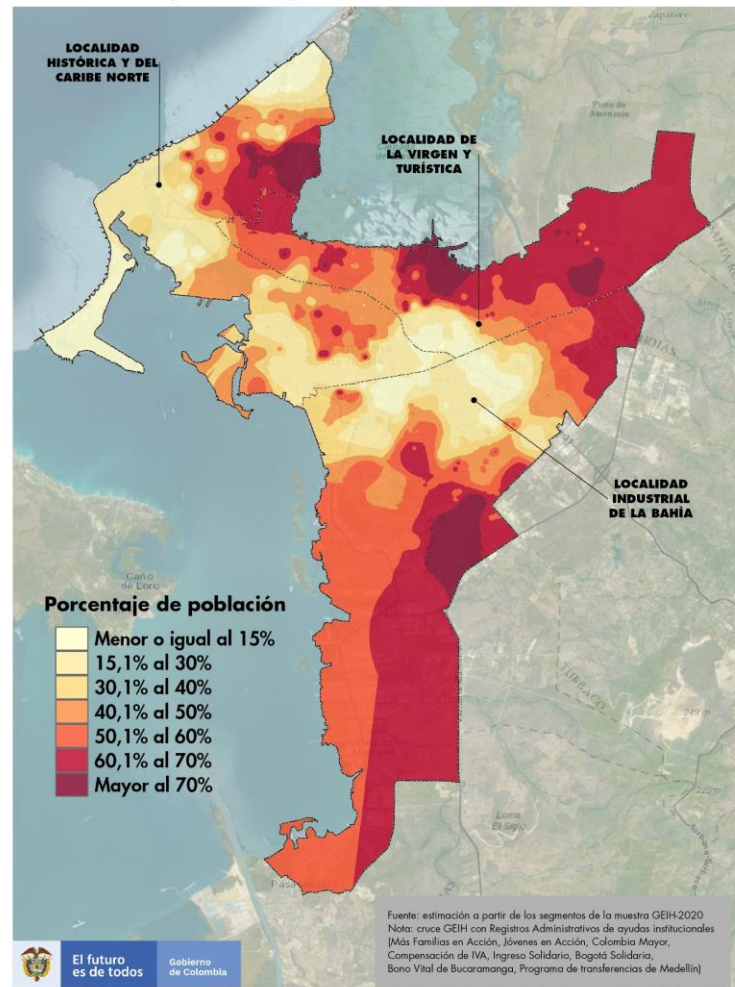 LOCALIDAD
HISTÓRICA Y DEL
CARIBE NORTE
LOCALIDAD DE
LA VIRGEN Y
TURÍSTICA
LOCALIDAD
INDUSTRIAL
DE LA BAHÍA
Caño
de Loro
TURBACO
Loma
El Siglo
Porcentaje de población
Menor o igual al 15%
15,1% al 30%
30,1% al 40%
40,1% al 50%
50,1% al 60%
60,1% al 70%
Mayor al 70%
Fuente: estimación a partir de los segmentos de la muestra GEIH-2020
Nota: cruce GEIH con Registros Administrativos de ayudas institucionales
(Más Familias en Acción, Jóvenes en Acción, Colombia Mayor,
Compensación de IVA, Ingreso Solidario, Bogotá Solidaria,
Bono Vital de Bucaramanga, Programa de transferencias de Medellín)
El futuro
es de todos
Gobierno
de Colombia